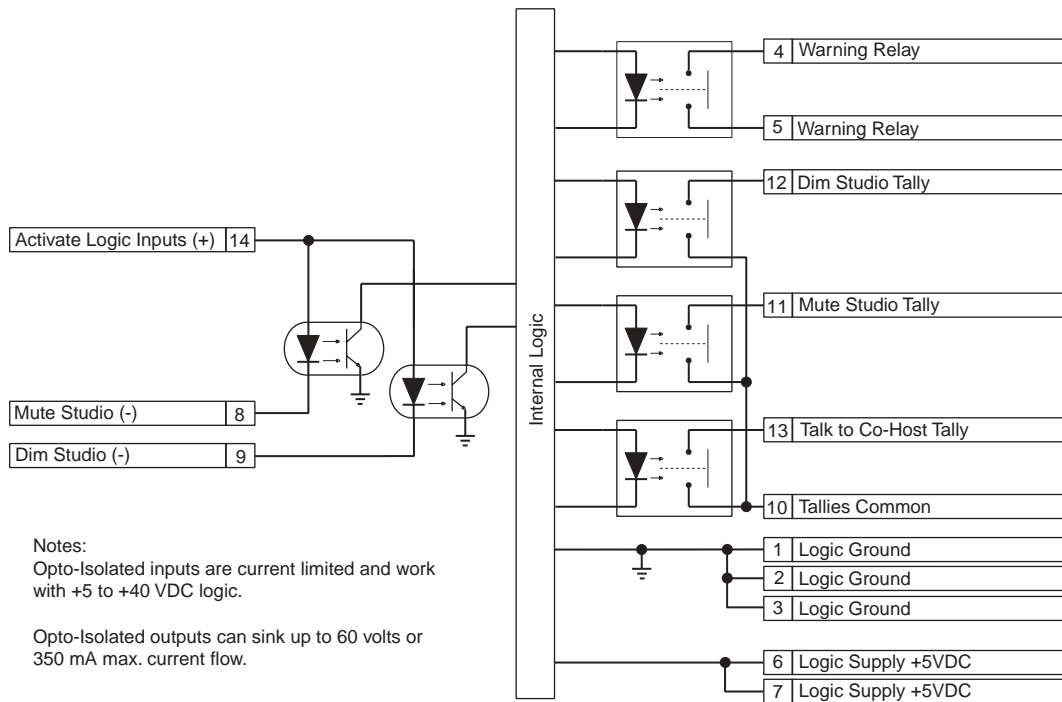 4 Warning Relay
5 Warning Relay
12 Dim Studio Tally
Activate Logic Inputs (+) 14
11 Mute Studio Tally
Internal Logic
Mute Studio (-) 8
13 Talk to Co-Host Tally
Dim Studio (-) 9
10 Tallies Common
Notes:
Opto-Isolated inputs are current limited and work
with +5 to +40 VDC logic.
Opto-Isolated outputs can sink up to 60 volts or
350 mA max. current flow.
1 Logic Ground
2 Logic Ground
3 Logic Ground
6 Logic Supply +5VDC
7 Logic Supply +5VDC